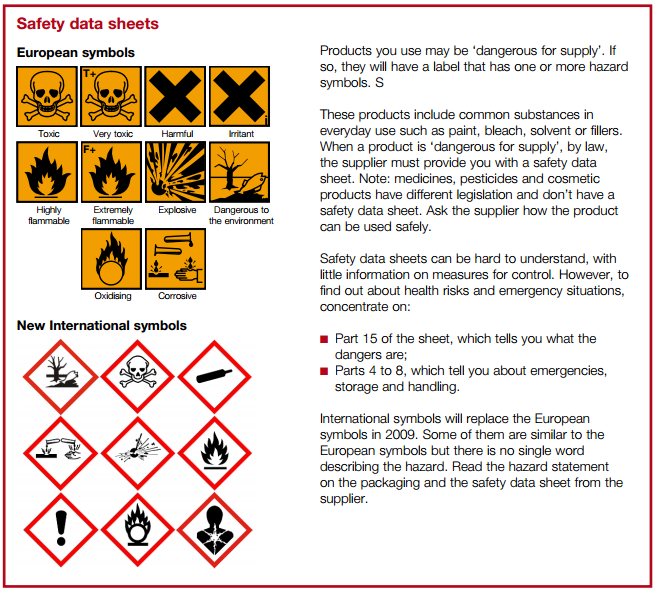 Safety data sheets
European symbols
T+
Toxic
Very toxic
Harmful
Irritant
i
F+
Highly
flammable
Extremely
flammable
Explosive
Dangerous to
the environment
Oxidising
Corrosive
New International symbols
Products you use may be ‘dangerous for supply’. If
so, they will have a label that has one or more hazard
symbols. S
These products include common substances in
everyday use such as paint, bleach, solvent or fillers.
When a product is ‘dangerous for supply’, by law,
the supplier must provide you with a safety data
sheet. Note: medicines, pesticides and cosmetic
products have different legislation and don’t have a
safety data sheet. Ask the supplier how the product
can be used safely.
Safety data sheets can be hard to understand, with
little information on measures for control. However, to
find out about health risks and emergency situations,
concentrate on:
■ Part 15 of the sheet, which tells you what the
dangers are;
■ Parts 4 to 8, which tell you about emergencies,
storage and handling.
International symbols will replace the European
symbols in 2009. Some of them are similar to the
European symbols but there is no single word
describing the hazard. Read the hazard statement
on the packaging and the safety data sheet from the
supplier.